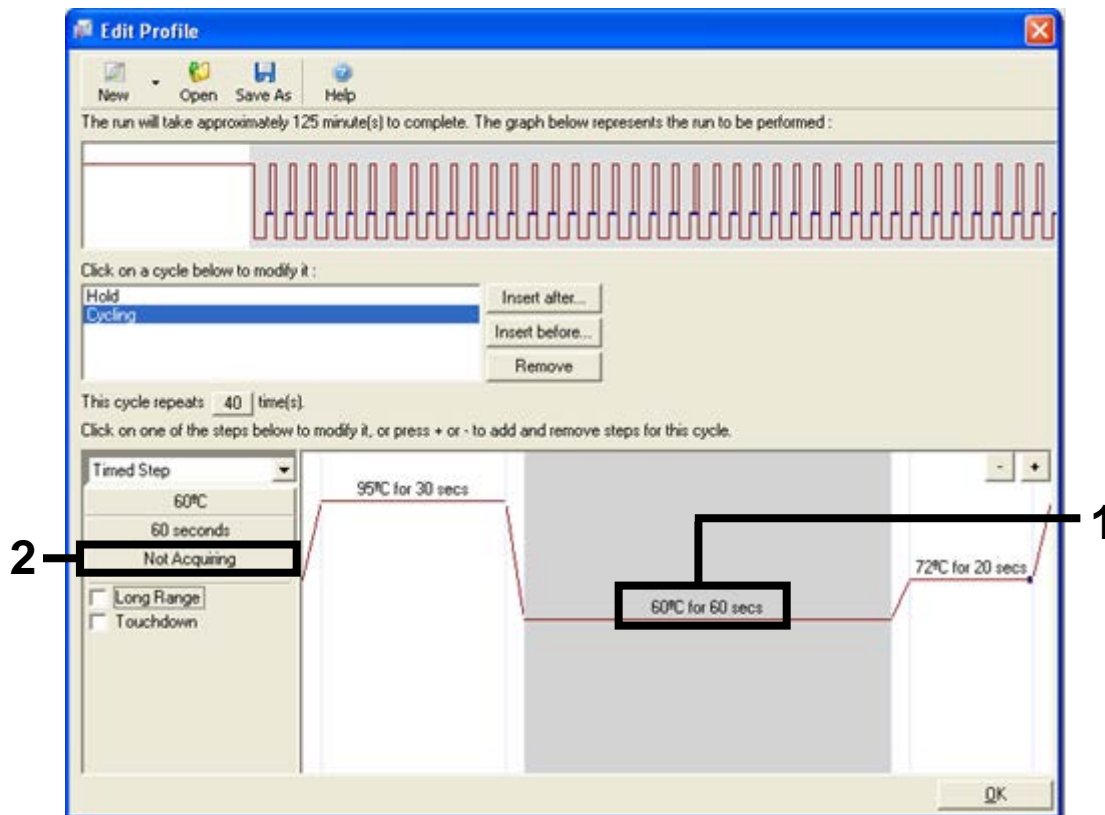 Edit Profile
New Open Save As Help
The run will take approximately 125 minute(s) to complete. The graph below represents the run to be performed :
Click on a cycle below to modify it :
Hold
Cycling
Insert after...
Insert before...
Remove
This cycle repeats 40 time(s).
Click on one of the steps below to modify it, or press + or - to add and remove steps for this cycle.
Timed Step
60ºC
60 seconds
Not Acquiring
Long Range
Touchdown
95ºC for 30 secs
60ºC for 60 secs
72ºC for 20 secs
- +
1
2
OK